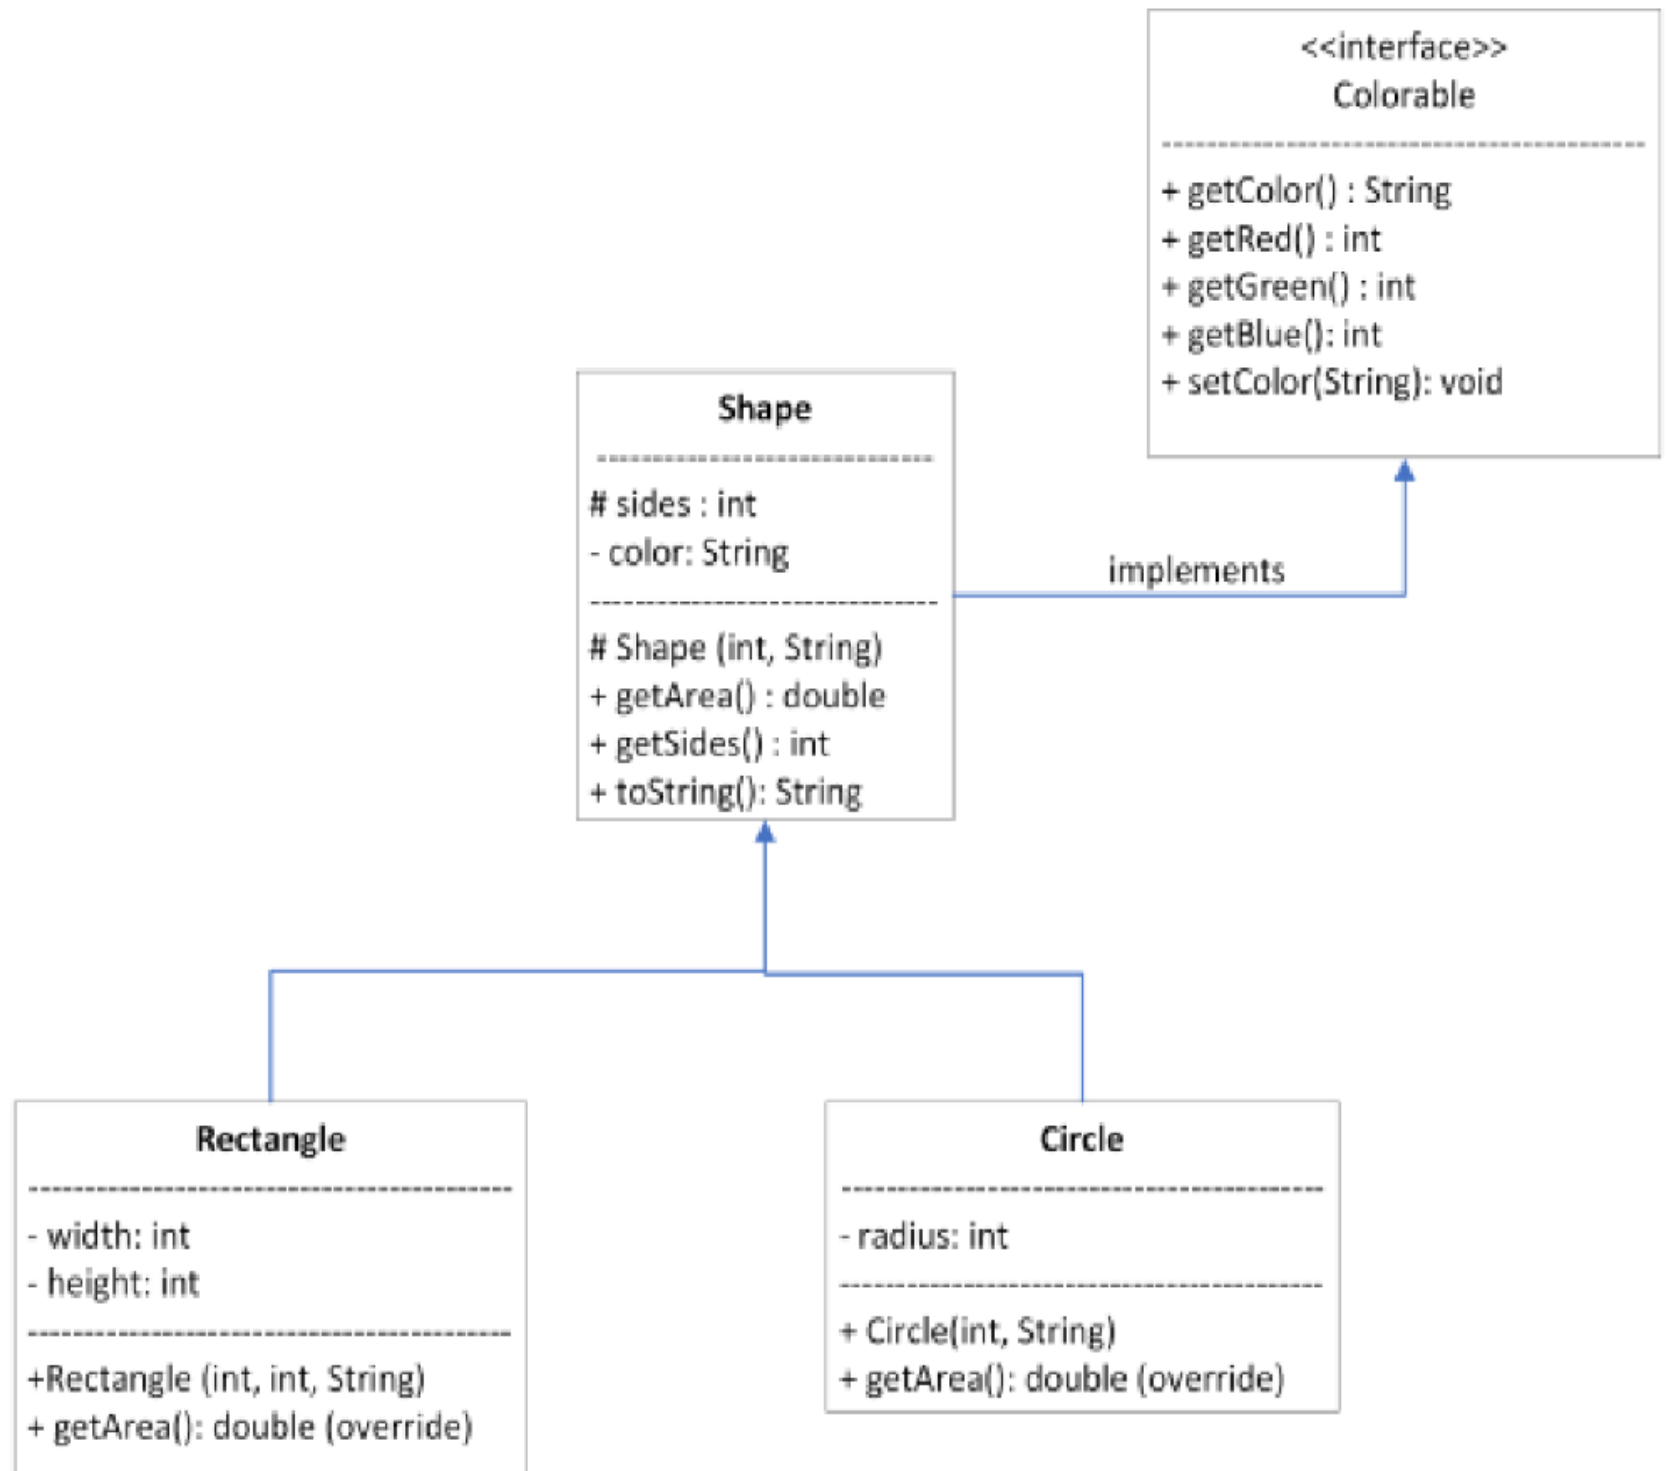 <<interface>>
Colorable
--------------------------------------------
+ getColor() : String
+ getRed() : int
+ getGreen() : int
+ getBlue(): int
+ setColor(String): void
Shape
-------------------------------
# sides : int
- color: String
--------------------------------
# Shape (int, String)
+ getArea() : double
+ getSides() : int
+ toString(): String
implements
Rectangle
--------------------------------------------
- width: int
- height: int
--------------------------------------------
+Rectangle (int, int, String)
+ getArea(): double (override)
Circle
--------------------------------------------
- radius: int
--------------------------------------------
+ Circle(int, String)
+ getArea(): double (override)